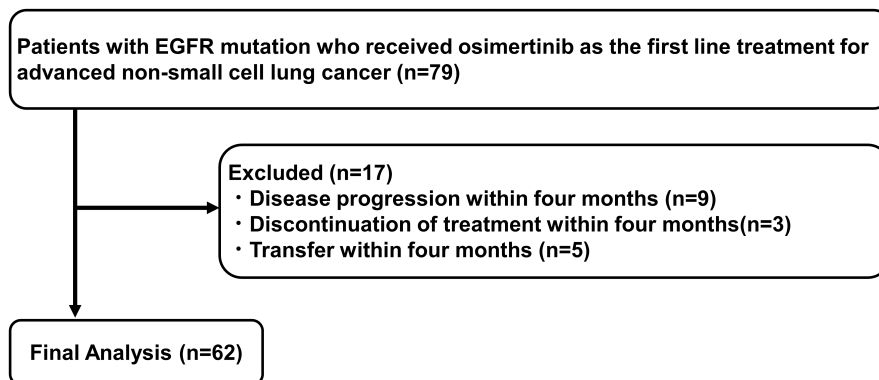 Patients with EGFR mutation who received osimertinib as the first line treatment for
advanced non-small cell lung cancer (n=79)
Excluded (n=17)
・Disease progression within four months (n=9)
・Discontinuation of treatment within four months(n=3)
・Transfer within four months (n=5)
Final Analysis (n=62)